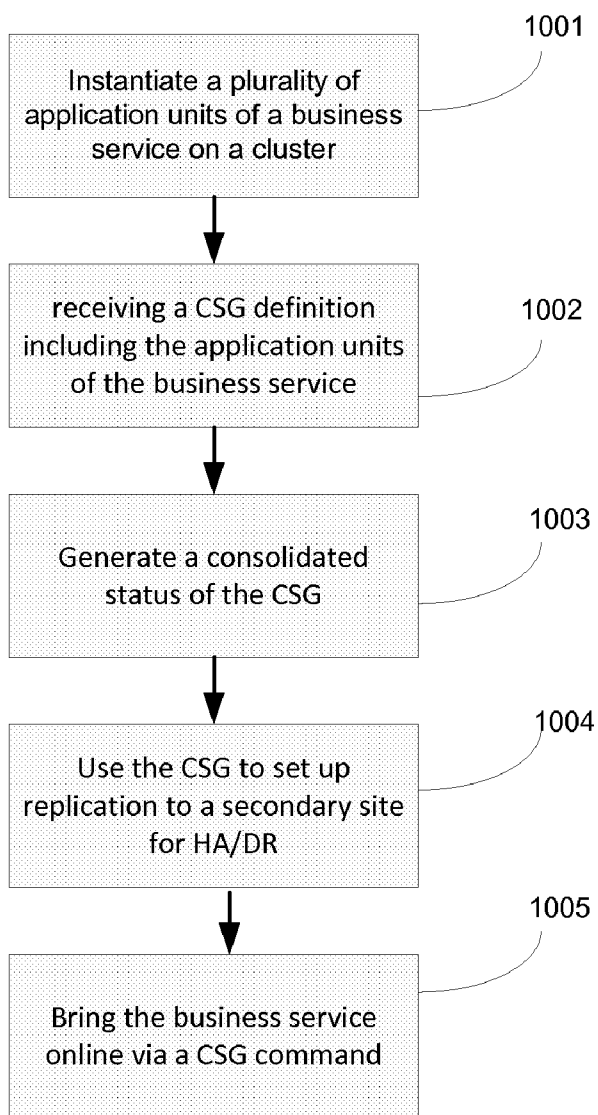 1001
Instantiate a plurality of
application units of a business
service on a cluster
1002
receiving a CSG definition
including the application units
of the business service
1003
Generate a consolidated
status of the CSG
1004
Use the CSG to set up
replication to a secondary site
for HA/DR
1005
Bring the business service
online via a CSG command